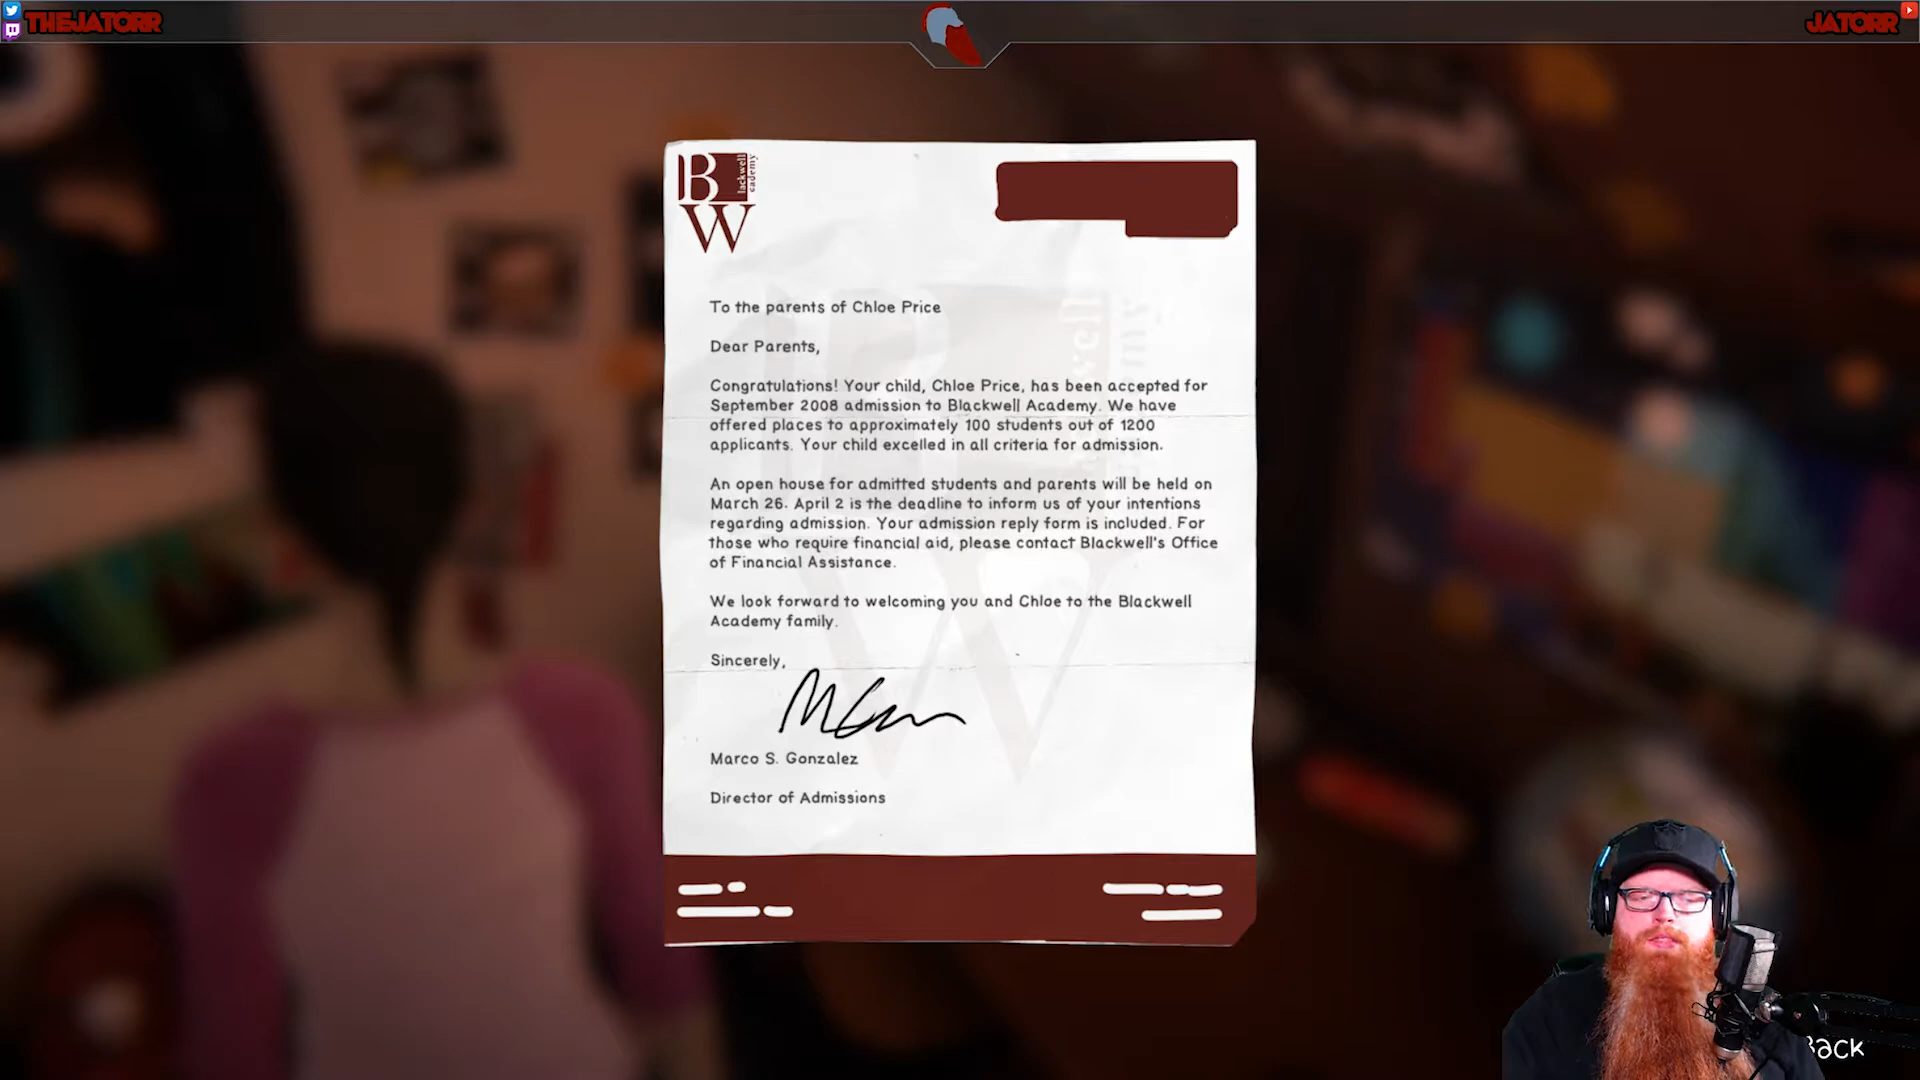 THEJATORR
JATORR
B
lackwell
cademy
W
To the parents of Chloe Price
Dear Parents,
Congratulations! Your child, Chloe Price, has been accepted for
September 2008 admission to Blackwell Academy. We have
offered places to approximately 100 students out of 1200
applicants. Your child excelled in all criteria for admission.
An open house for admitted students and parents will be held on
March 26. April 2 is the deadline to inform us of your intentions
regarding admission. Your admission reply form is included. For
those who require financial aid, please contact Blackwell's Office
of Financial Assistance.
We look forward to welcoming you and Chloe to the Blackwell
Academy family.
Sincerely,
Marco S. Gonzalez
Director of Admissions
Back